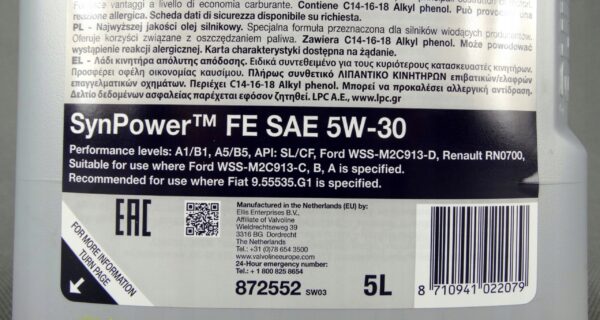 For ce vantaggi a livello di economia carburante. Contiene C14-16-18 Alkyl phenol. Può provocare una
reazione allergica. Scheda dati di sicurezza disponibile su richiesta.
PL - Najwyższej jakości olej silnikowy. Specjalna formuła przeznaczona dla silników wiodących producentów.
Oferuje korzyści związane z oszczędzaniem paliwa. Zawiera C14-16-18 Alkyl phenol. Może powodować
wystąpienie reakcji alergicznej. Karta charakterystyki dostępna na żądanie.
EL - Λάδι κινητήρα απόλυτης απόδοσης. Ειδικά συντεθειμένο για τους κυριότερους κατασκευαστές κινητήρων.
Προσφέρει οφέλη οικονομίας καυσίμου. Πλήρως συνθετικό ΛΙΠΑΝΤΙΚΟ ΚΙΝΗΤΗΡΩΝ επιβατικών/ελαφρών
επαγγελματικών οχημάτων. Περιέχει C14-16-18 Alkyl phenol. Μπορεί να προκαλέσει αλλεργική αντίδραση.
Δελτίο δεδομένων ασφαλείας παρέχεται εφόσον ζητηθεί. LPC A.E., www.lpc.gr
SynPower™ FE SAE 5W-30
Performance levels: A1/B1, A5/B5, API: SL/CF, Ford WSS-M2C913-D, Renault RN0700,
Suitable for use where Ford WSS-M2C913-C, B, A is specified.
Recommended for use where Fiat 9.55535.G1 is specified.
EAC
Manufactured in the Netherlands (EU) by:
Ellis Enterprises B.V.,
Affiliate of Valvoline
Wieldrechtseweg 39
3316 BG Dordrecht
The Netherlands
Tel.: +31 (0)78 654 3500
www.valvolineeurope.com
24-Hour emergency number:
Tel.: + 1 800 825 8654
872552 SW03
5L
8 710941 022079
FOR MORE INFORMATION
TURN PAGE